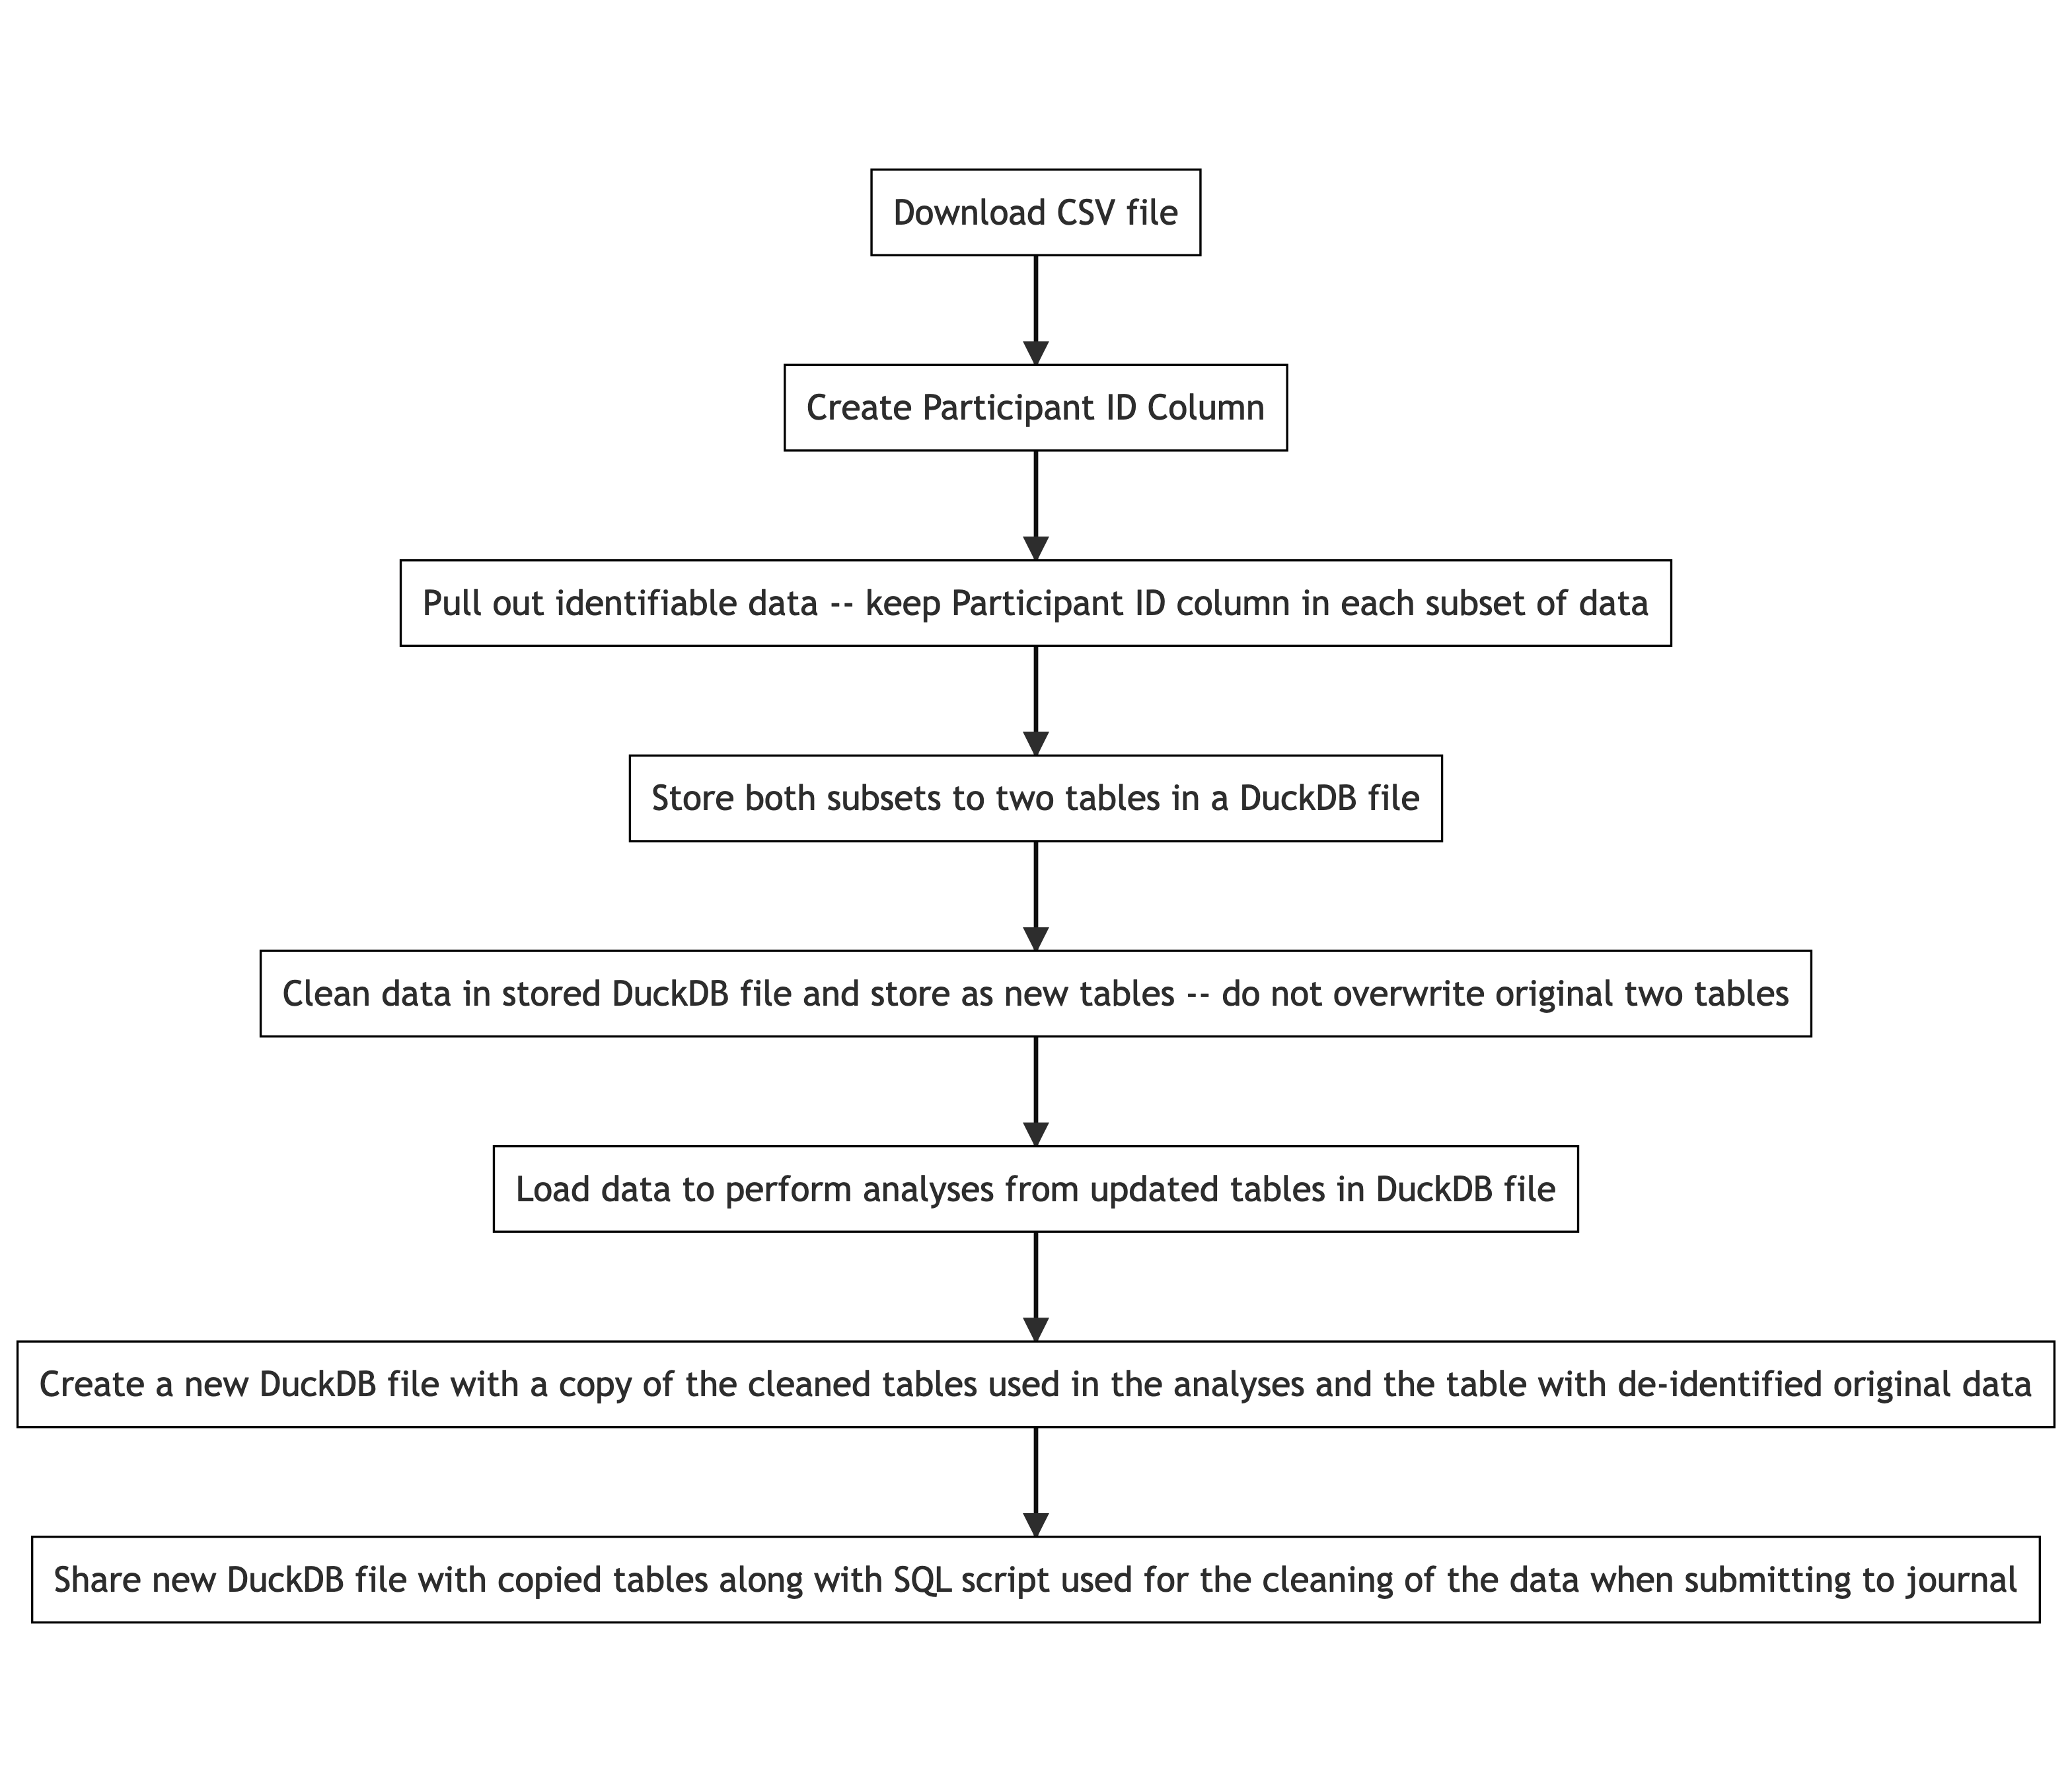 Download CSV file
Create Participant ID Column
Pull out identifiable data -- keep Participant ID column in each subset of data
Store both subsets to two tables in a DuckDB file
Clean data in stored DuckDB file and store as new tables -- do not overwrite original two tables
Load data to perform analyses from updated tables in DuckDB file
Create a new DuckDB file with a copy of the cleaned tables used in the analyses and the table with de-identified original data
Share new DuckDB file with copied tables along with SQL script used for the cleaning of the data when submitting to journal